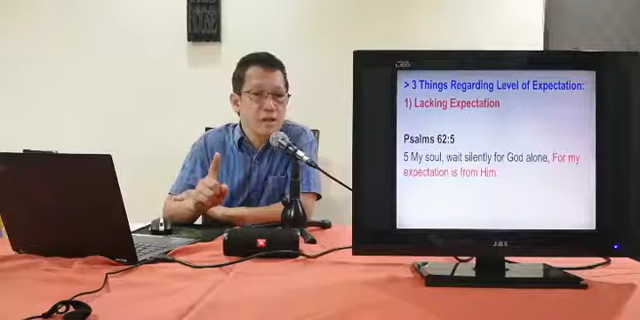 HOUSE
> 3 Things Regarding Level of Expectation:
1) Lacking Expectation
Psalms 62:5
5 My soul, wait silently for God alone, For my
expectation is from Him.